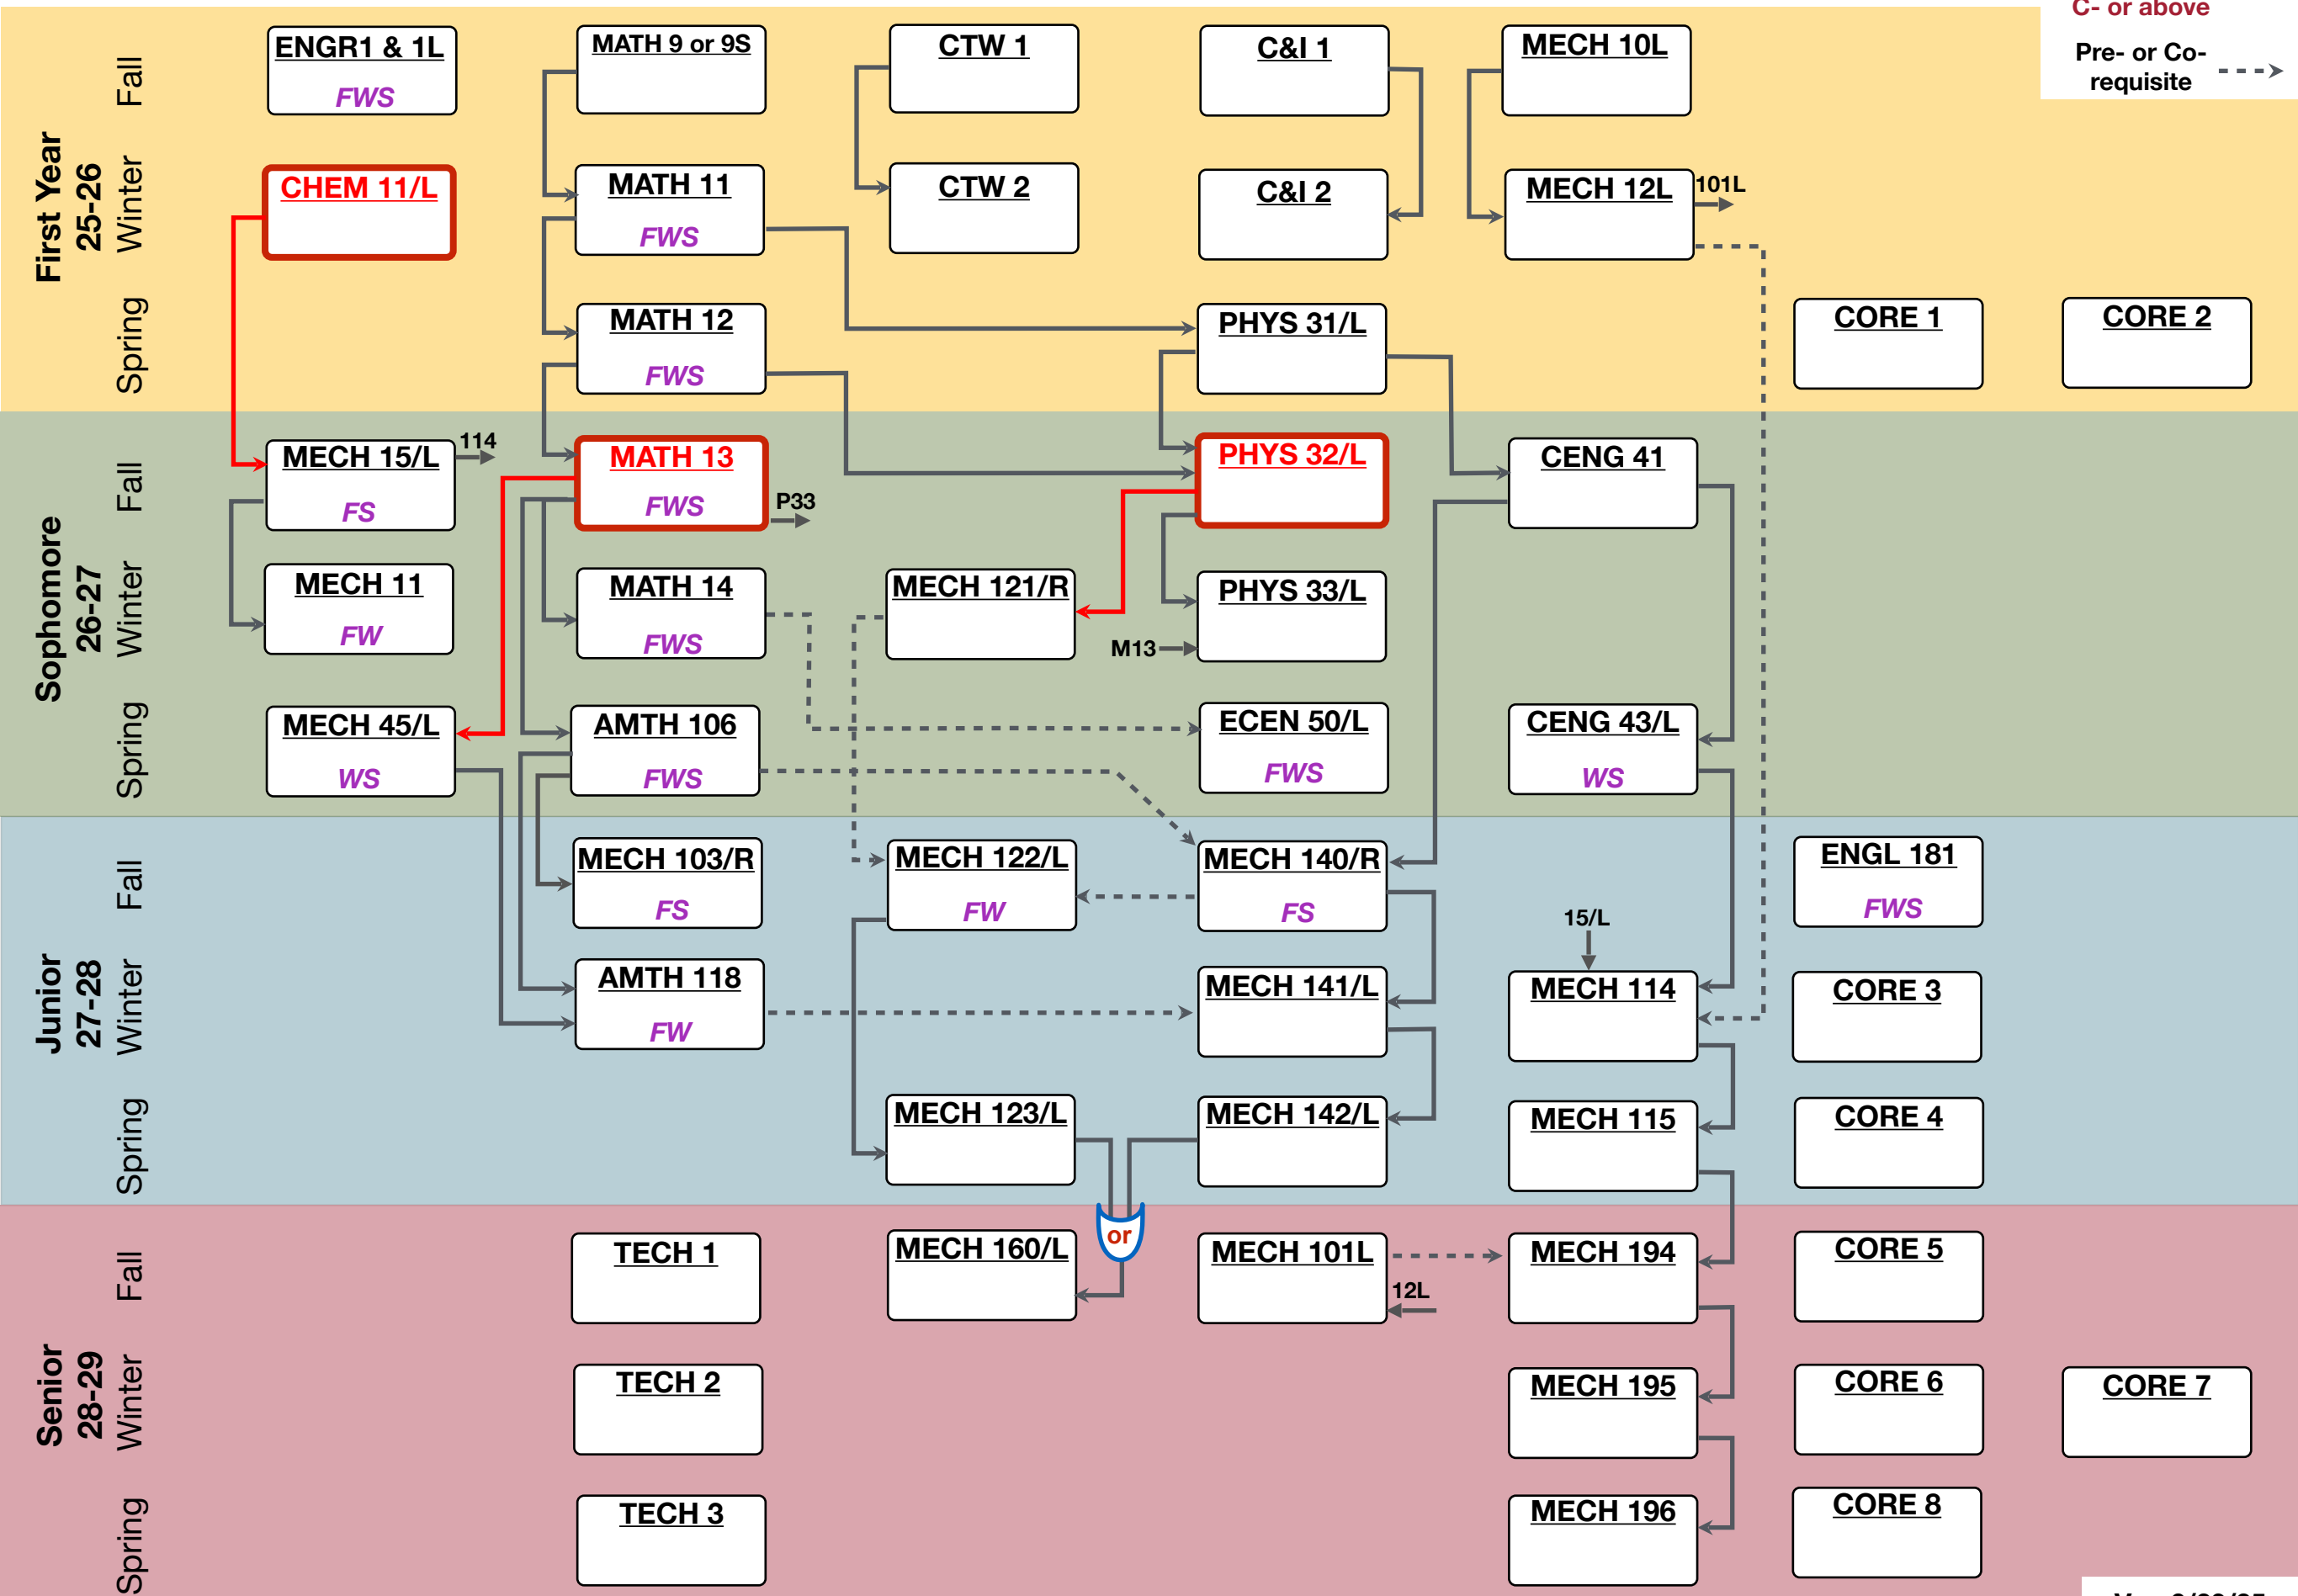 C- or above
Pre- or Co-
requisite
First Year
25-26
Fall
ENGR1 & 1L
FWS
MATH 9 or 9S
CTW 1
C&I 1
MECH 10L
Winter
CHEM 11/L
MATH 11
FWS
CTW 2
C&I 2
MECH 12L
101L
Spring
MATH 12
FWS
PHYS 31/L
CORE 1
CORE 2
Sophomore
26-27
Fall
MECH 15/L
FS
114
MATH 13
FWS
P33
PHYS 32/L
CENG 41
Winter
MECH 11
FW
MATH 14
FWS
MECH 121/R
M13
PHYS 33/L
Spring
MECH 45/L
WS
AMTH 106
FWS
ECEN 50/L
FWS
CENG 43/L
WS
Junior
27-28
Fall
MECH 103/R
FS
MECH 122/L
FW
MECH 140/R
FS
15/L
ENGL 181
FWS
Winter
AMTH 118
FW
MECH 141/L
MECH 114
CORE 3
Spring
MECH 123/L
MECH 142/L
MECH 115
CORE 4
Senior
28-29
Fall
TECH 1
MECH 160/L
or
MECH 101L
12L
MECH 194
CORE 5
Winter
TECH 2
MECH 195
CORE 6
CORE 7
Spring
TECH 3
MECH 196
CORE 8